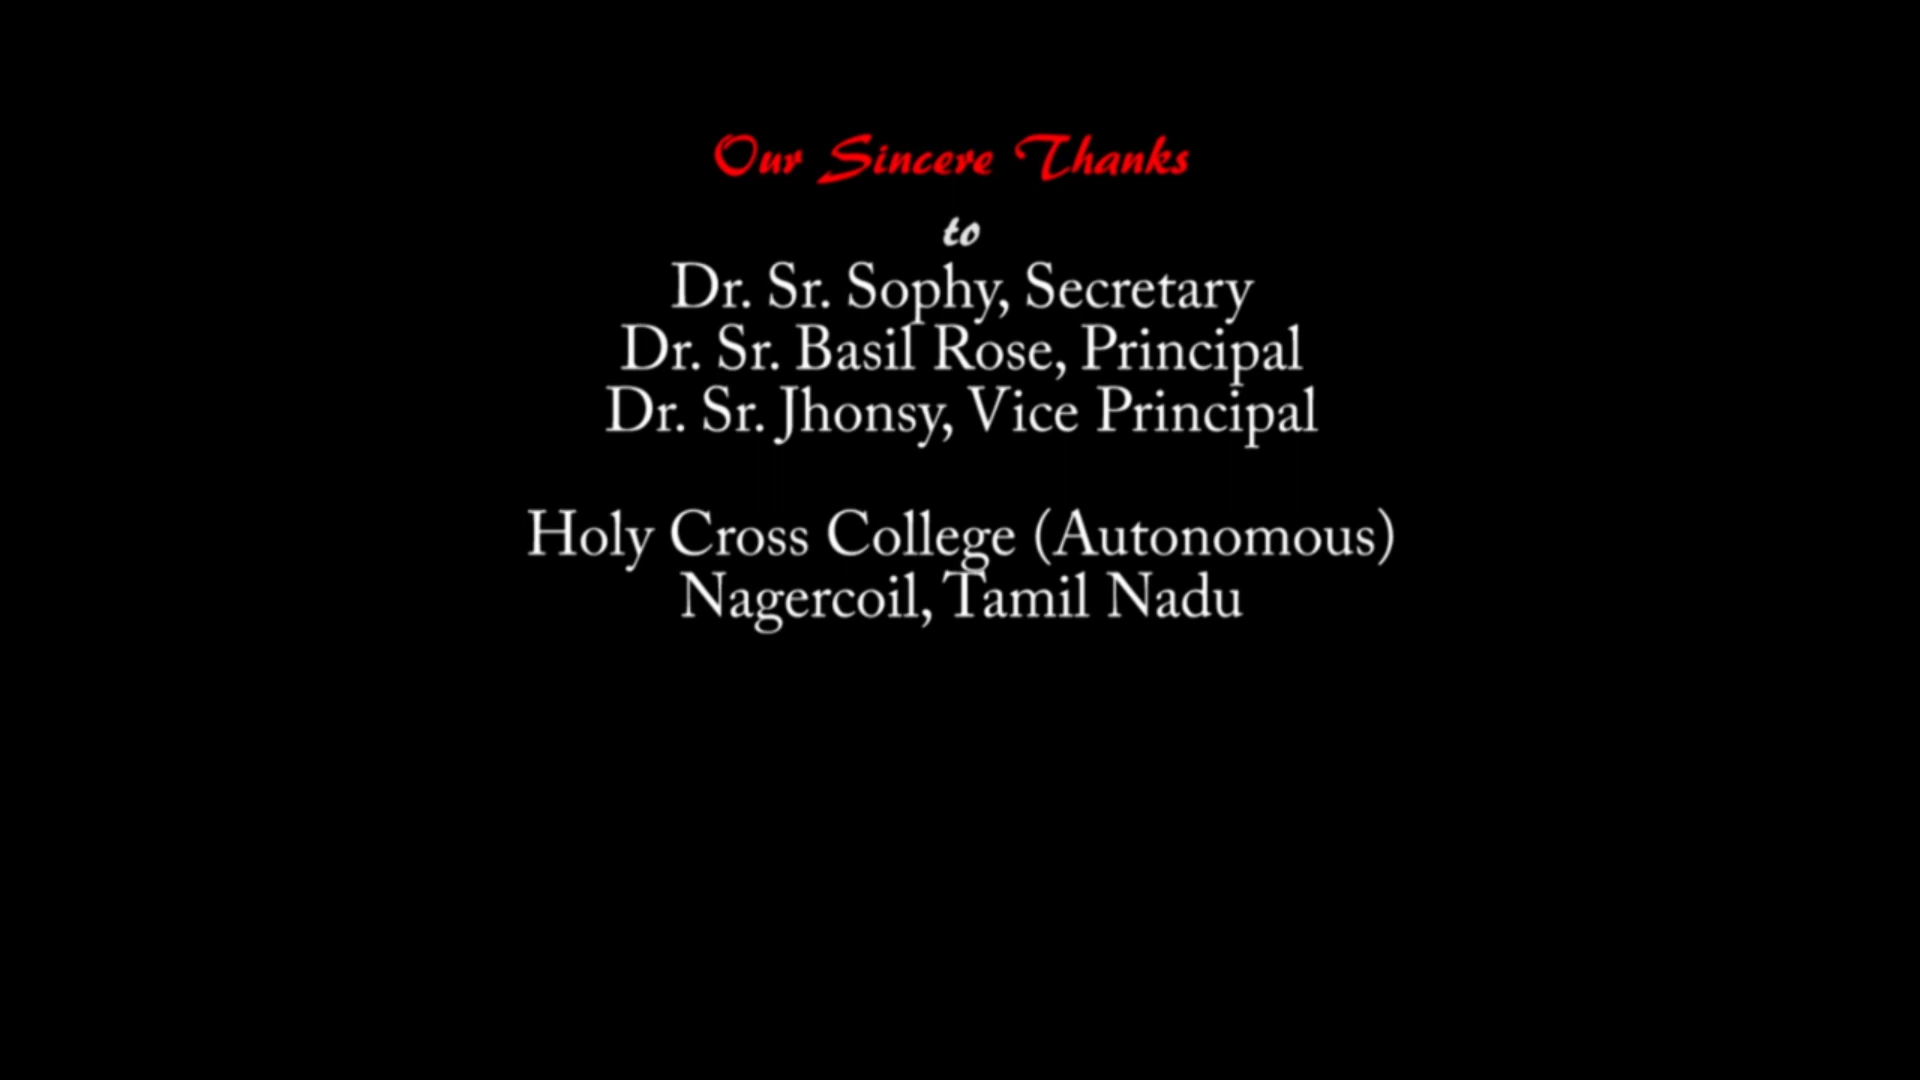 Our Sincere Thanks
to
Dr. Sr. Sophy, Secretary
Dr. Sr. Basil Rose, Principal
Dr. Sr. Jhonsy, Vice Principal
Holy Cross College (Autonomous)
Nagercoil, Tamil Nadu